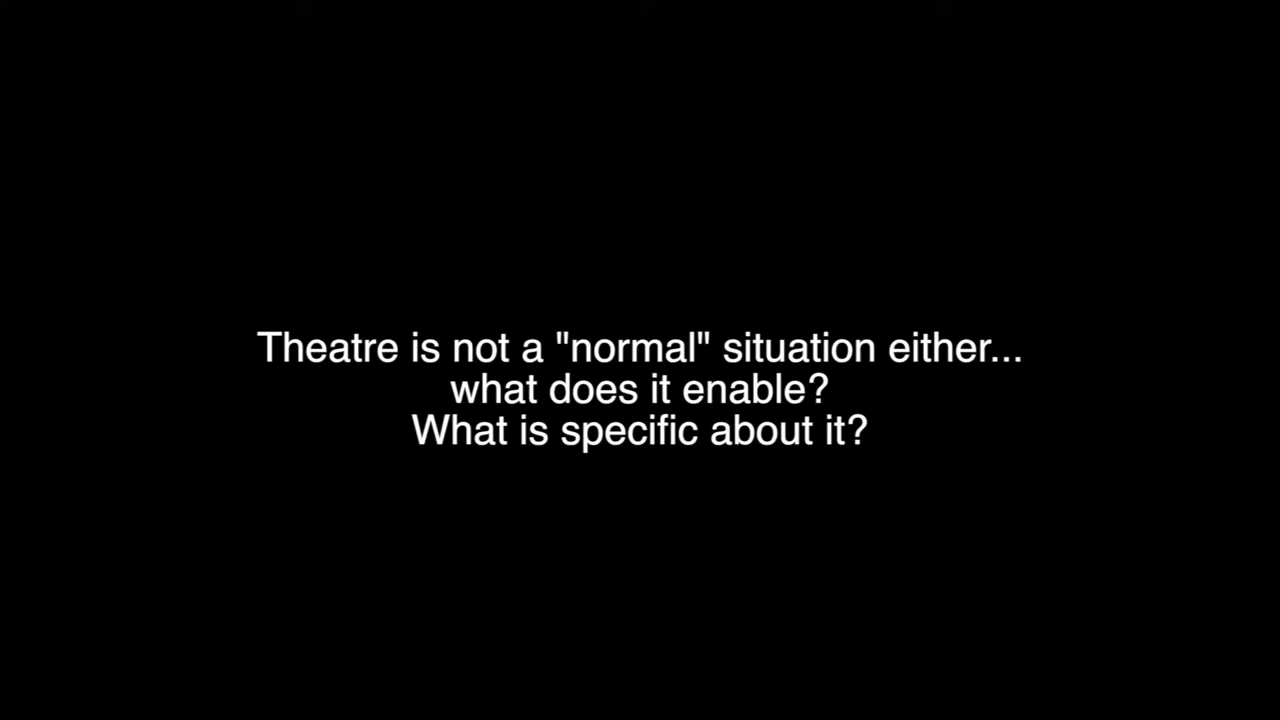 Theatre is not a "normal" situation either...
what does it enable?
What is specific about it?